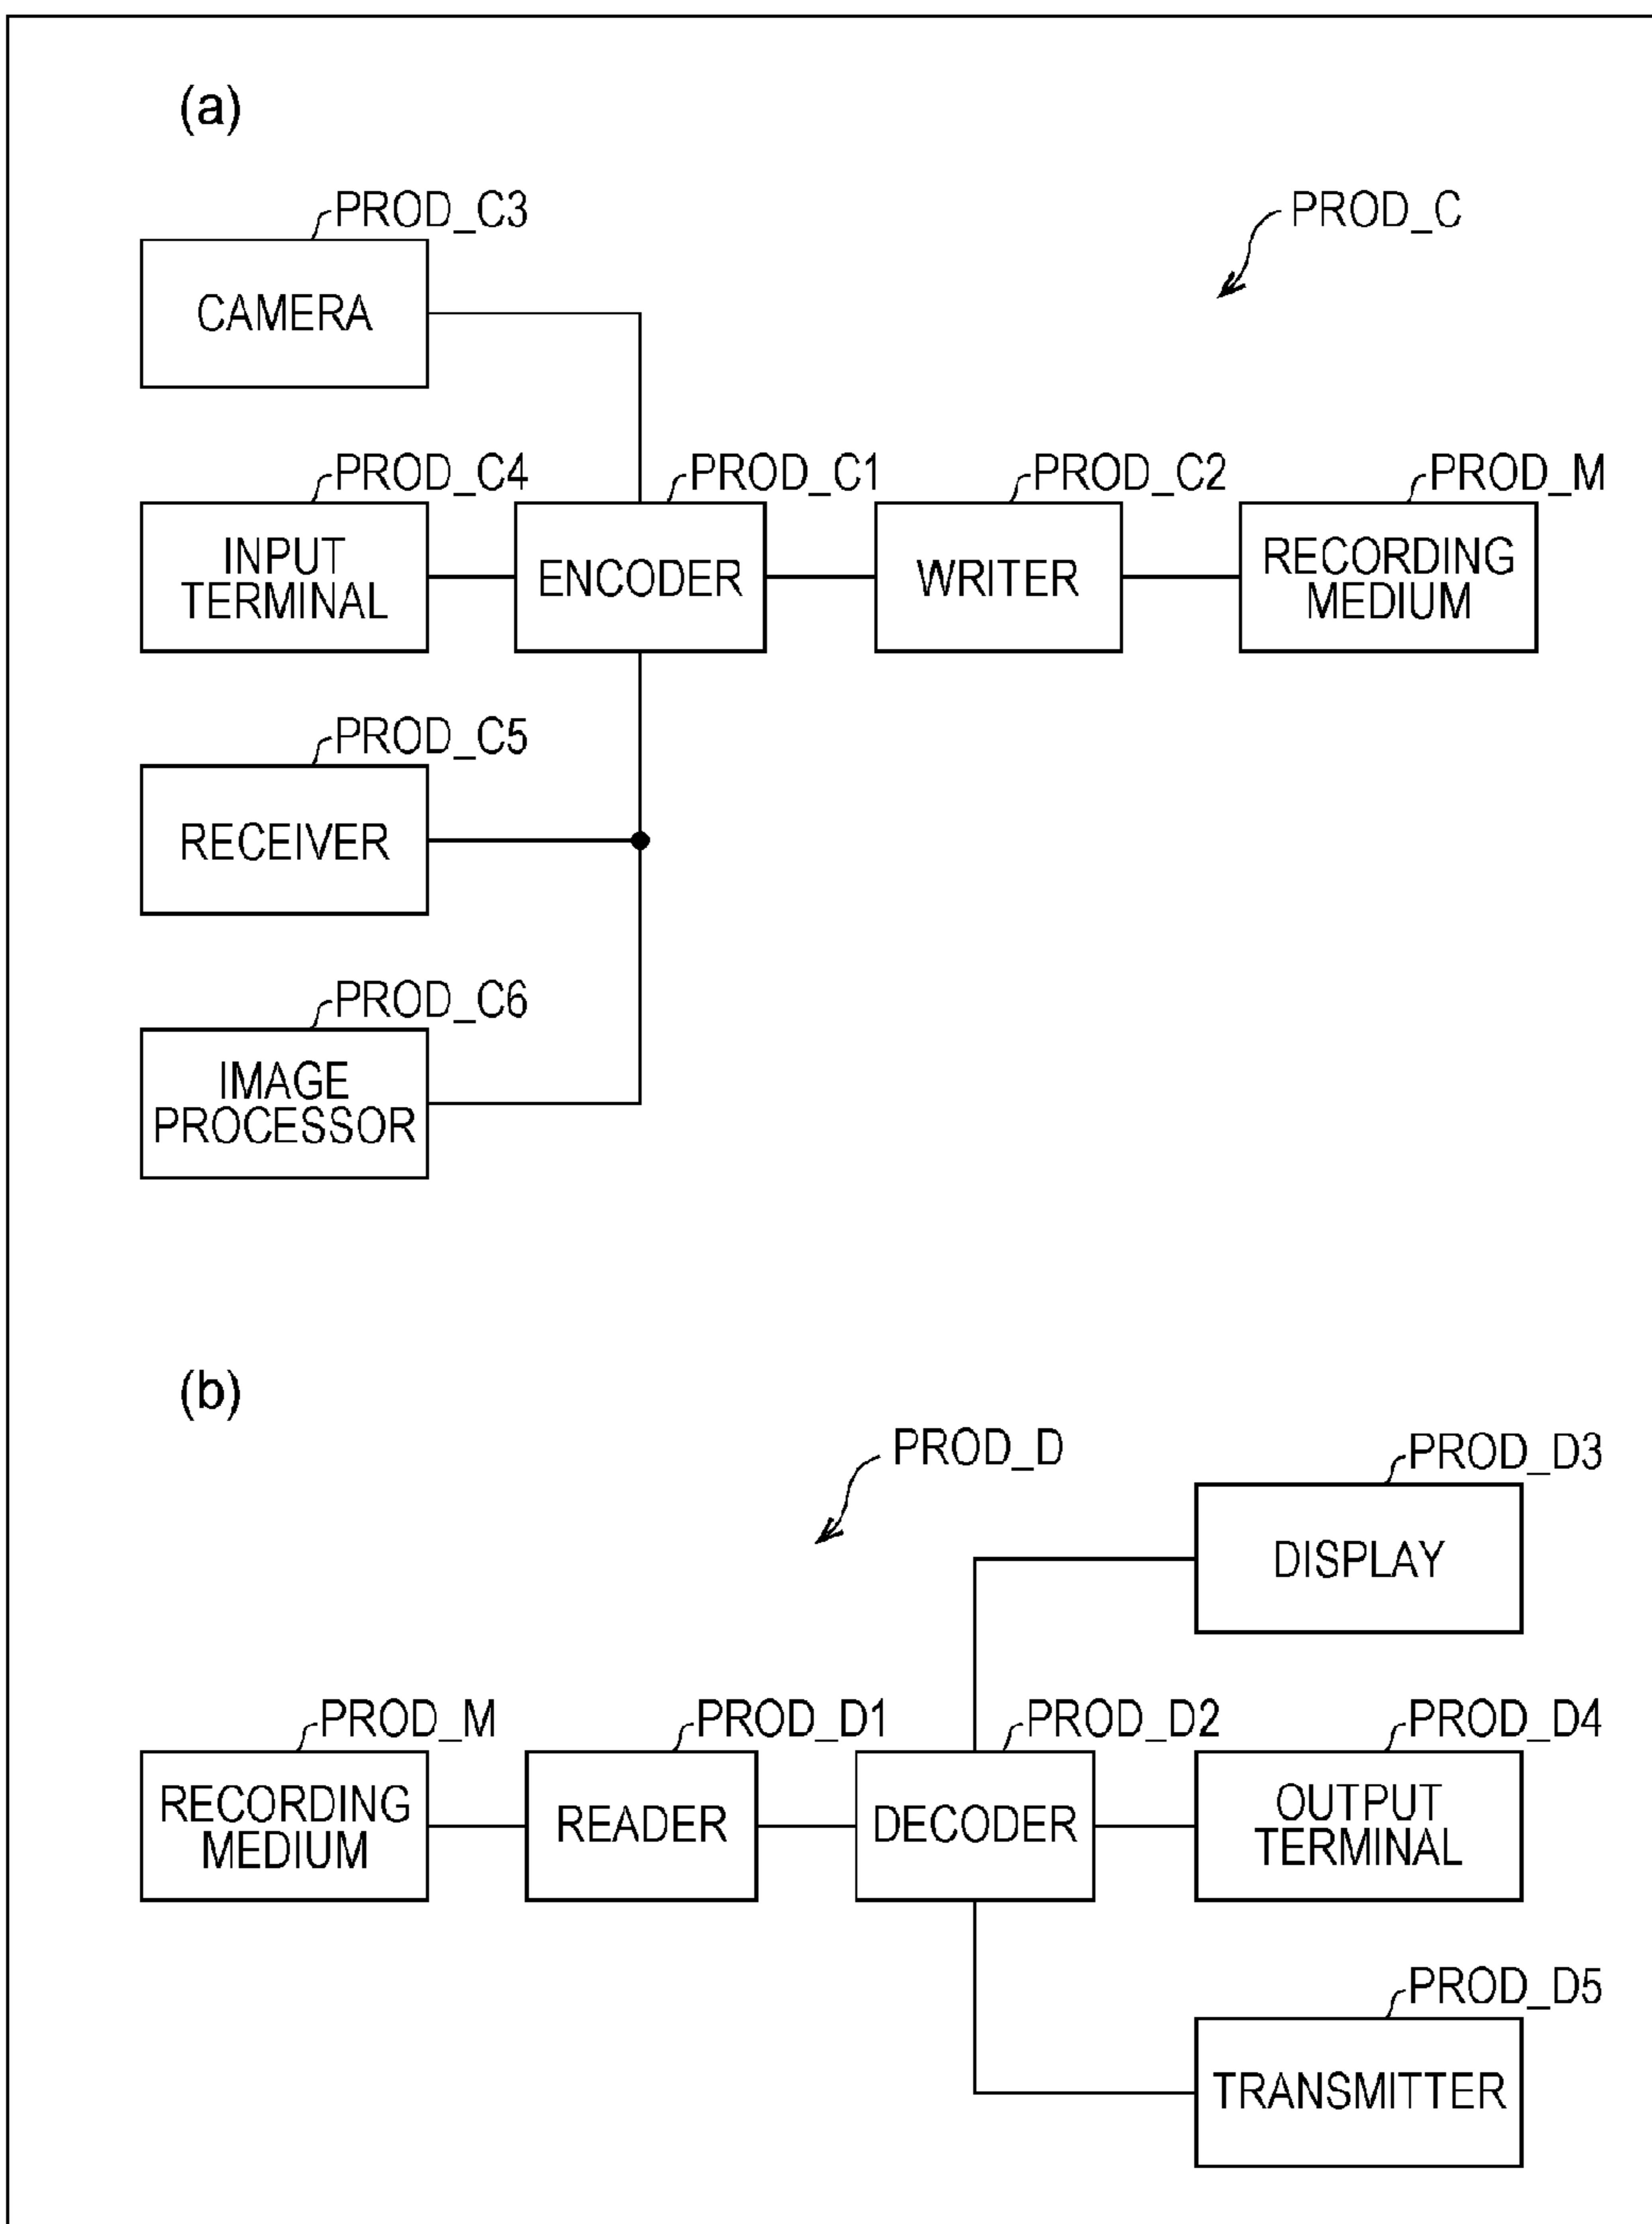 (a)
PROD_C3
PROD_C
CAMERA
PROD_C4
PROD_C1
PROD_C2
PROD_M
INPUT
TERMINAL
ENCODER
WRITER
RECORDING
MEDIUM
PROD_C5
RECEIVER
PROD_C6
IMAGE
PROCESSOR
(b)
PROD_D
PROD_D3
DISPLAY
PROD_M
PROD_D1
PROD_D2
PROD_D4
RECORDING
MEDIUM
READER
DECODER
OUTPUT
TERMINAL
PROD_D5
TRANSMITTER